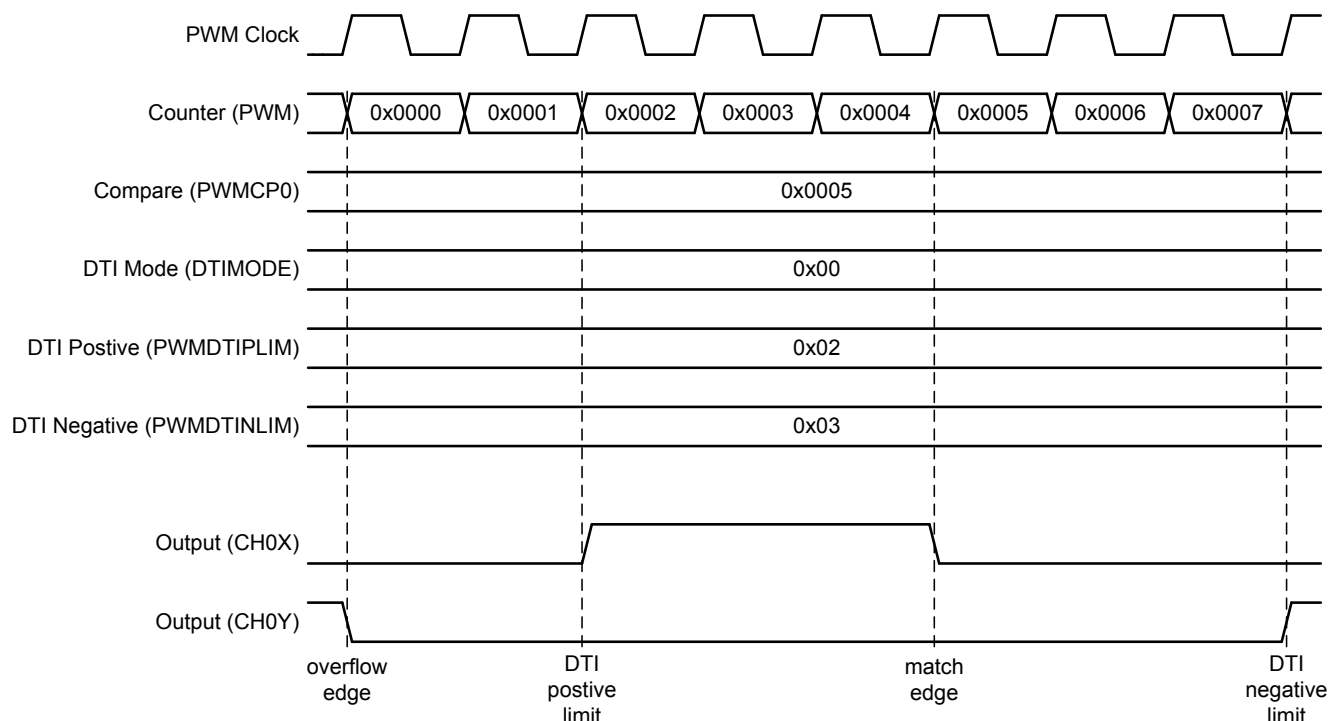 PWM Clock
Counter (PWM) 0x0000 0x0001 0x0002 0x0003 0x0004 0x0005 0x0006 0x0007
Compare (PWMCP0) 0x0005
DTI Mode (DTIMODE) 0x00
DTI Postive (PWMDTIPLIM) 0x02
DTI Negative (PWMDTINLIM) 0x03
Output (CH0X)
Output (CH0Y)
overflow
edge
DTI
postive
limit
match
edge
DTI
negative
limit